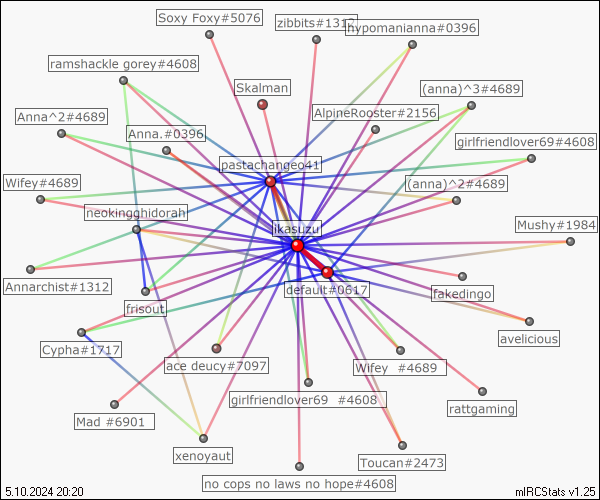 Soxy Foxy#5076
zibbits#1312
hypomanianna#0396
ramshackle gorey#4608
Skalman
(anna)^3#4689
Anna^2#4689
AlpineRooster#2156
Anna.#0396
girlfriendlover69#4608
pastachangeo41
Wifey#4689
(anna)^2#4689
neokingghidorah
Mushy#1984
ikasuzu
Annarchist#1312
default#0617
fakedingo
frisout
avelicious
Cypha#1717
ace deucy#7097
Wifey #4689
girlfriendlover69 #4608
rattgaming
Mad #6901
xenoyaut
Toucan#2473
no cops no laws no hope#4608
5.10.2024 20:20
mIRCStats v1.25